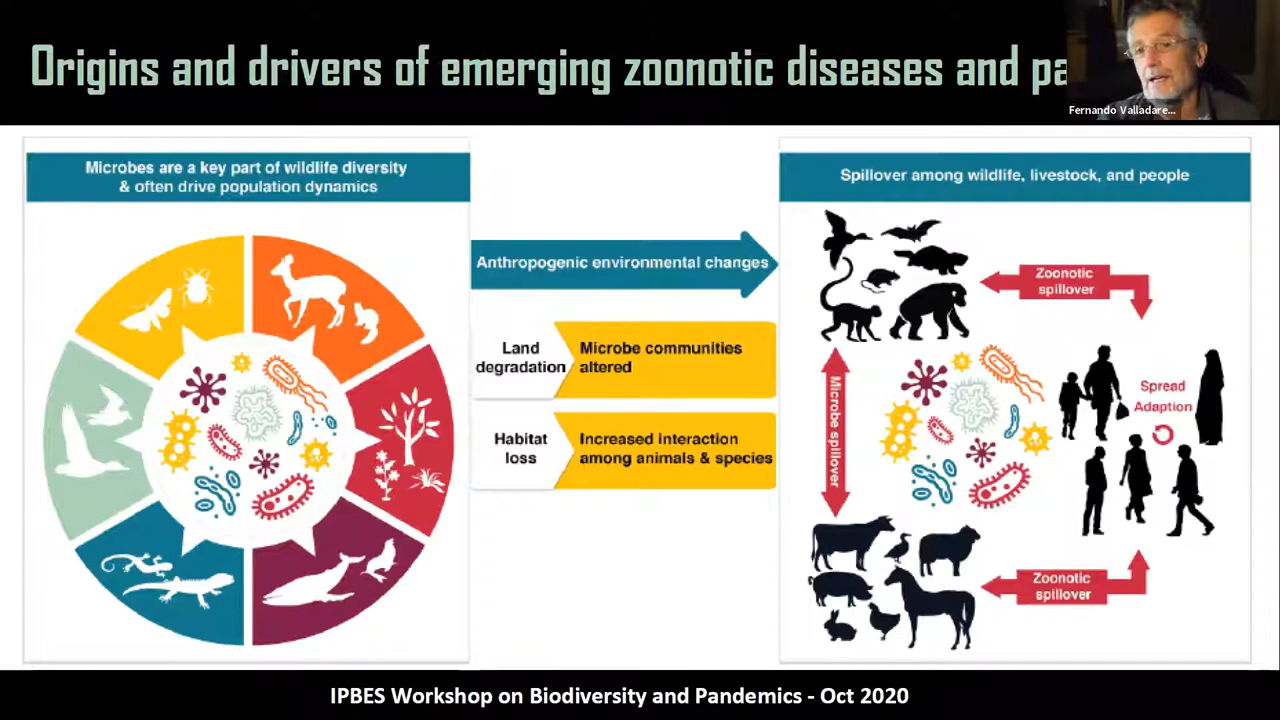 Origins and drivers of emerging zoonotic diseases and pa
Fernando Valladare...
Microbes are a key part of wildlife diversity
& often drive population dynamics
Anthropogenic environmental changes
Land
degradation
Microbe communities
altered
Habitat
loss
Increased interaction
among animals & species
Spillover among wildlife, livestock, and people
Zoonotic
spillover
Microbe spillover
Spread
Adaption
Zoonotic
spillover
IPBES Workshop on Biodiversity and Pandemics - Oct 2020